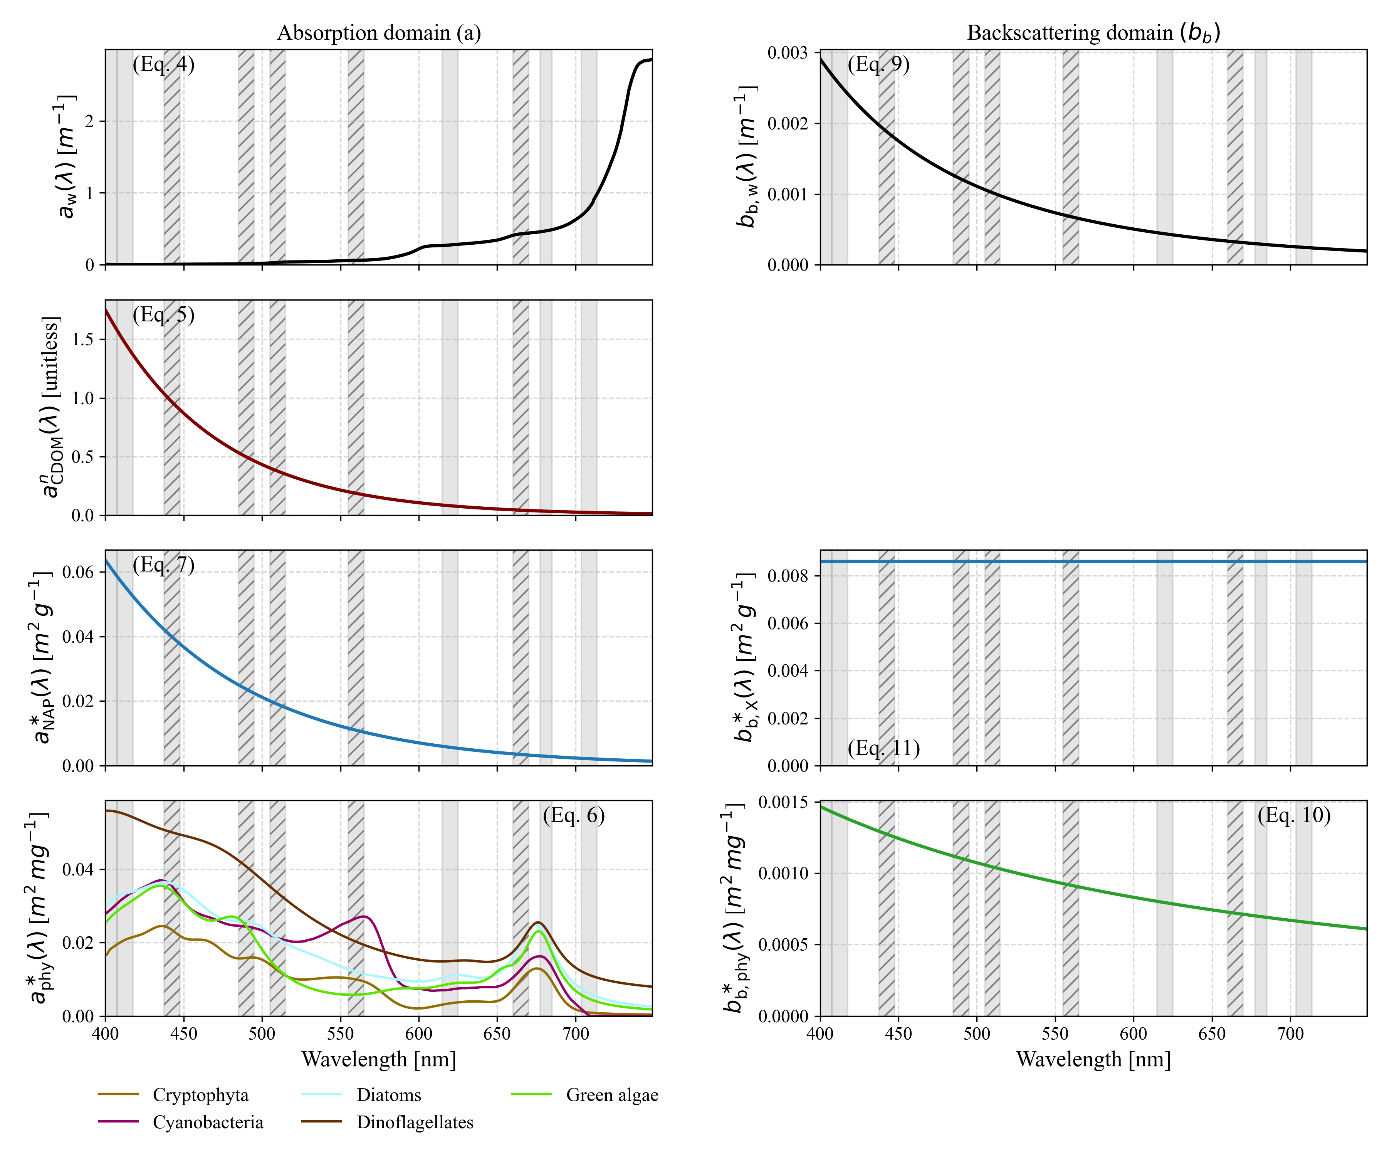 Absorption domain (a)
(Eq. 4)
a_w(λ) [m⁻¹]
2
1
0
Backscattering domain (b_b)
(Eq. 9)
b_b,w(λ) [m⁻¹]
0.003
0.002
0.001
0.000
(Eq. 5)
aⁿ_CDOM(λ) [unitless]
1.5
1.0
0.5
0.0
(Eq. 7)
a*_NAP(λ) [m² g⁻¹]
0.06
0.04
0.02
0.00
b*_b,X(λ) [m² g⁻¹]
0.008
0.006
0.004
0.002
0.000
(Eq. 11)
(Eq. 6)
a*_phy(λ) [m² mg⁻¹]
0.04
0.02
0.00
400 450 500 550 600 650 700
Wavelength [nm]
(Eq. 10)
b*_b,phy(λ) [m² mg⁻¹]
0.0015
0.0010
0.0005
0.0000
400 450 500 550 600 650 700
Wavelength [nm]
Cryptophyta Diatoms Green algae
Cyanobacteria Dinoflagellates